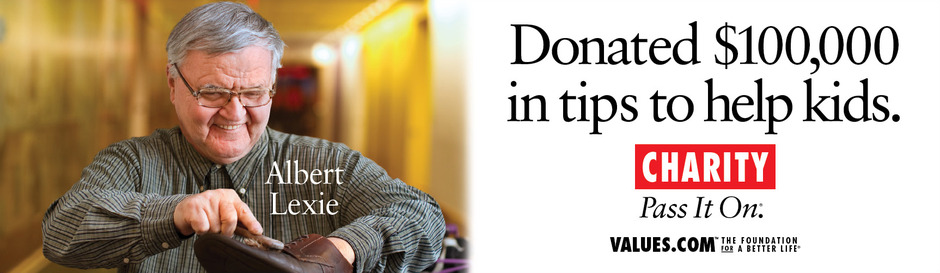 Albert
Lexie
Donated $100,000
in tips to help kids.
CHARITY
Pass It On.®
VALUES.COM™ THE FOUNDATION
FOR A BETTER LIFE®